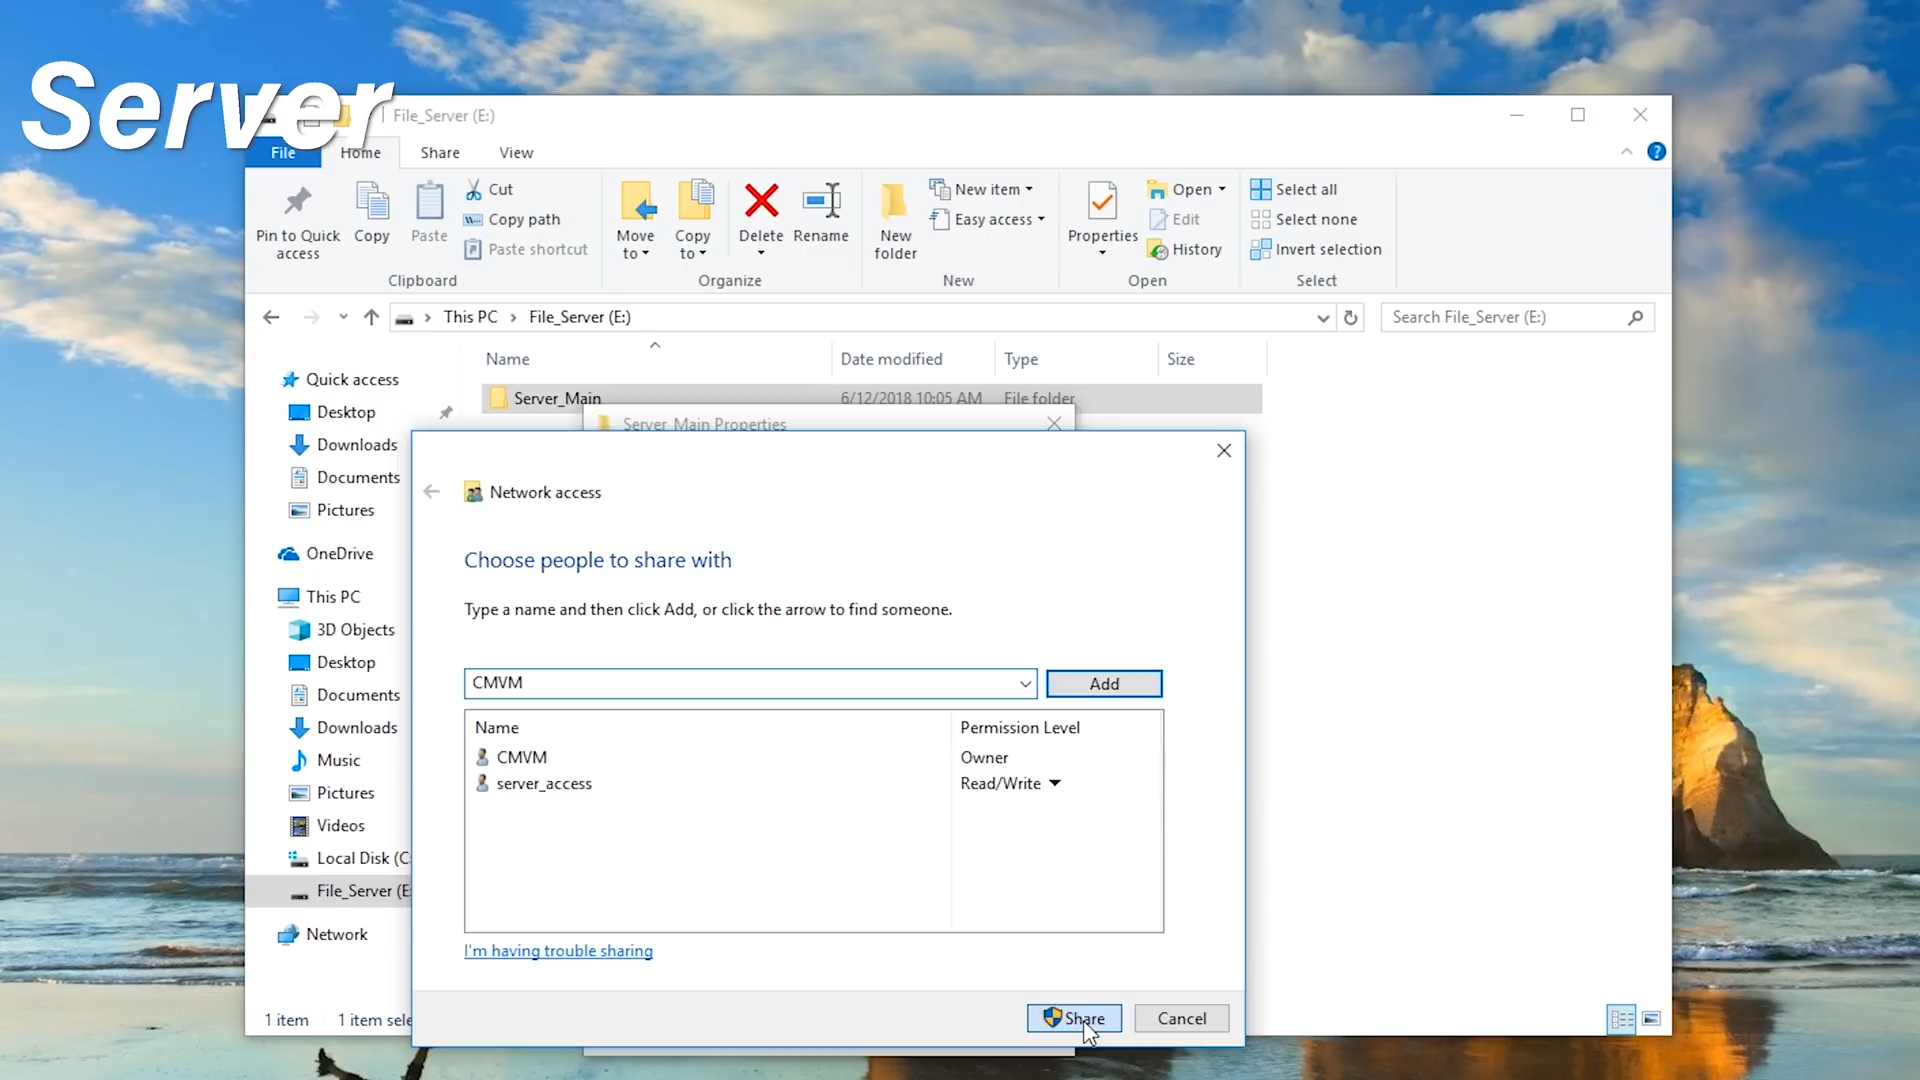 Server
File_Server (E:)
File
Home
Share
View
Pin to Quick access
Copy
Paste
Cut
Copy path
Paste shortcut
Clipboard
Move to
Copy to
Delete
Rename
Organize
New folder
New item
Easy access
New
Properties
Open
Edit
History
Open
Select all
Select none
Invert selection
Select
This PC
File_Server (E:)
Search File_Server (E:)
Name
Date modified
Type
Size
Server_Main
6/12/2018 10:05 AM
File folder
Quick access
Desktop
Downloads
Documents
Pictures
OneDrive
This PC
3D Objects
Desktop
Documents
Downloads
Music
Pictures
Videos
Local Disk (C:
File_Server (E:
Network
1 item
1 item sele
Server_Main Properties
Network access
Choose people to share with
Type a name and then click Add, or click the arrow to find someone.
CMVM
Add
Name
Permission Level
CMVM
Owner
server_access
Read/Write
I'm having trouble sharing
Share
Cancel